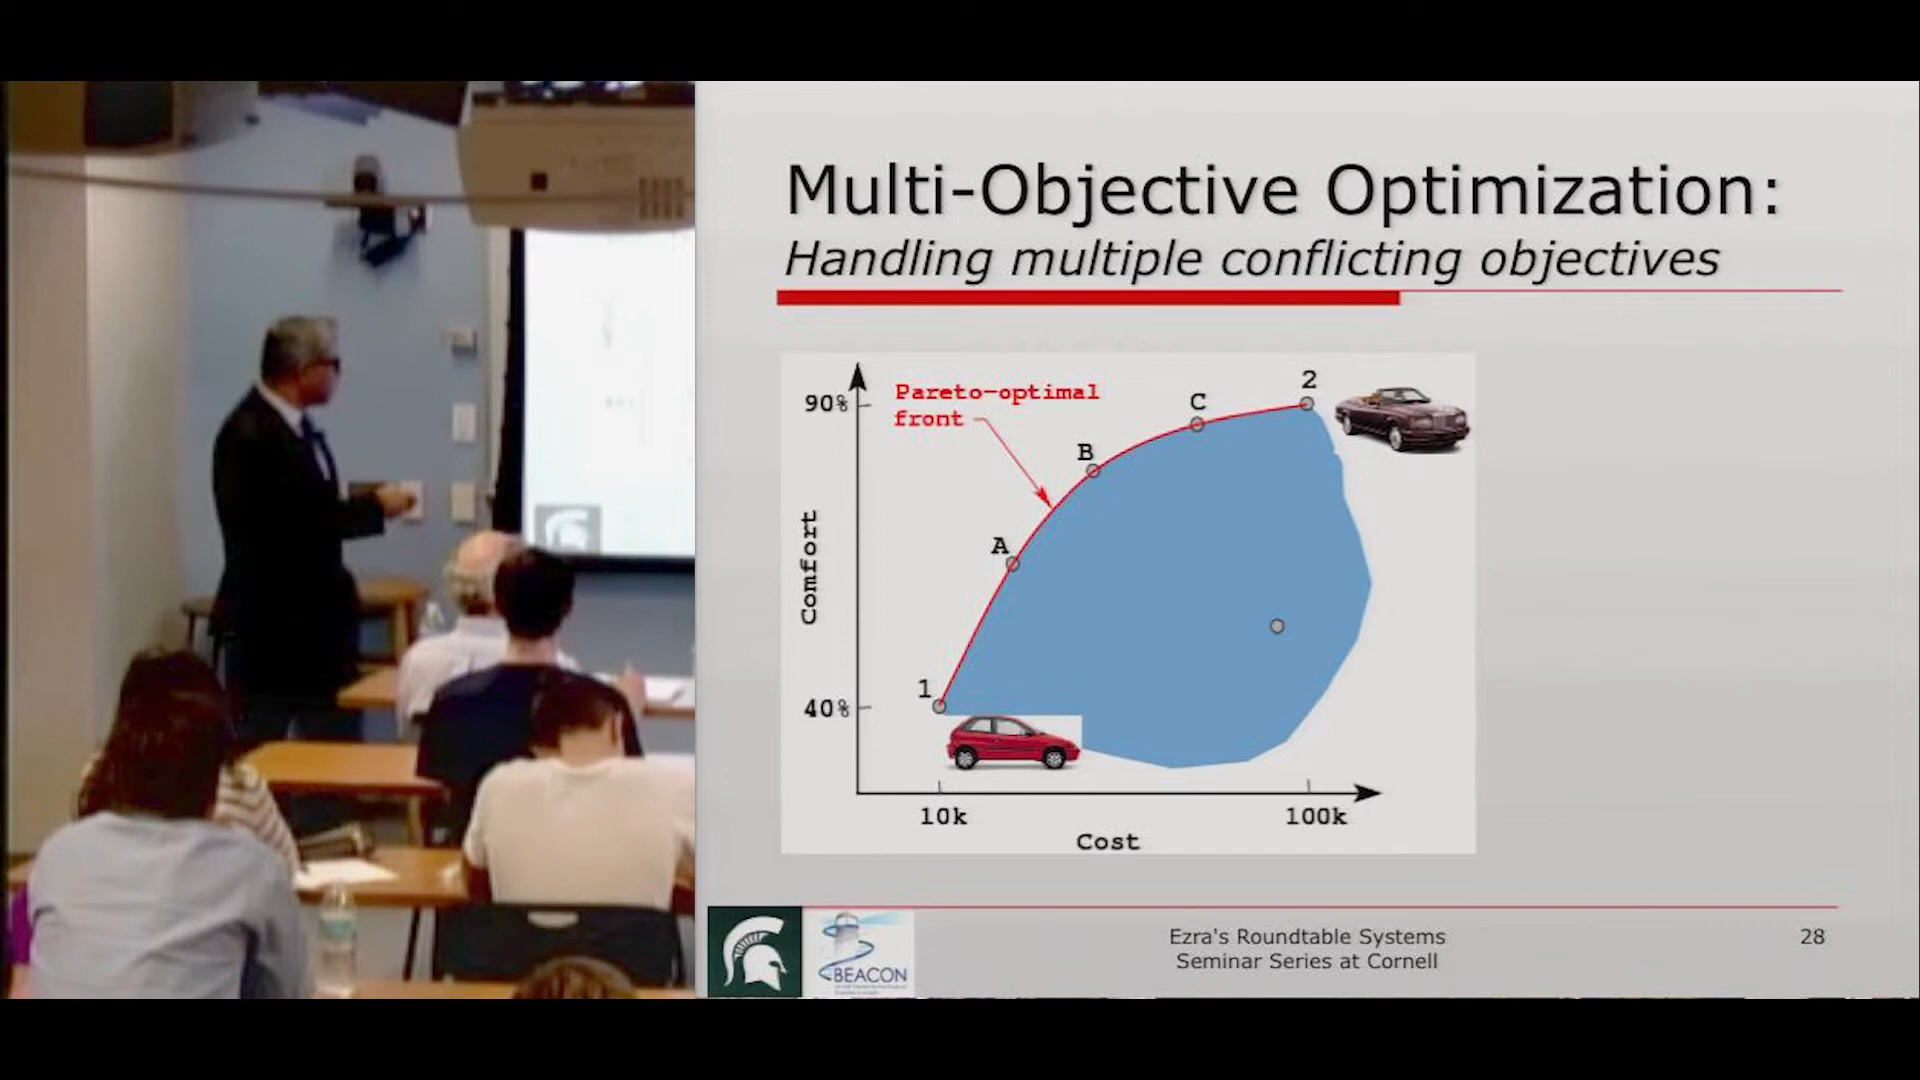 Multi-Objective Optimization:
Handling multiple conflicting objectives
Pareto-optimal
front
90%
40%
Comfort
1
A
B
C
2
10k
100k
Cost
BEACON
Ezra's Roundtable Systems
Seminar Series at Cornell
28